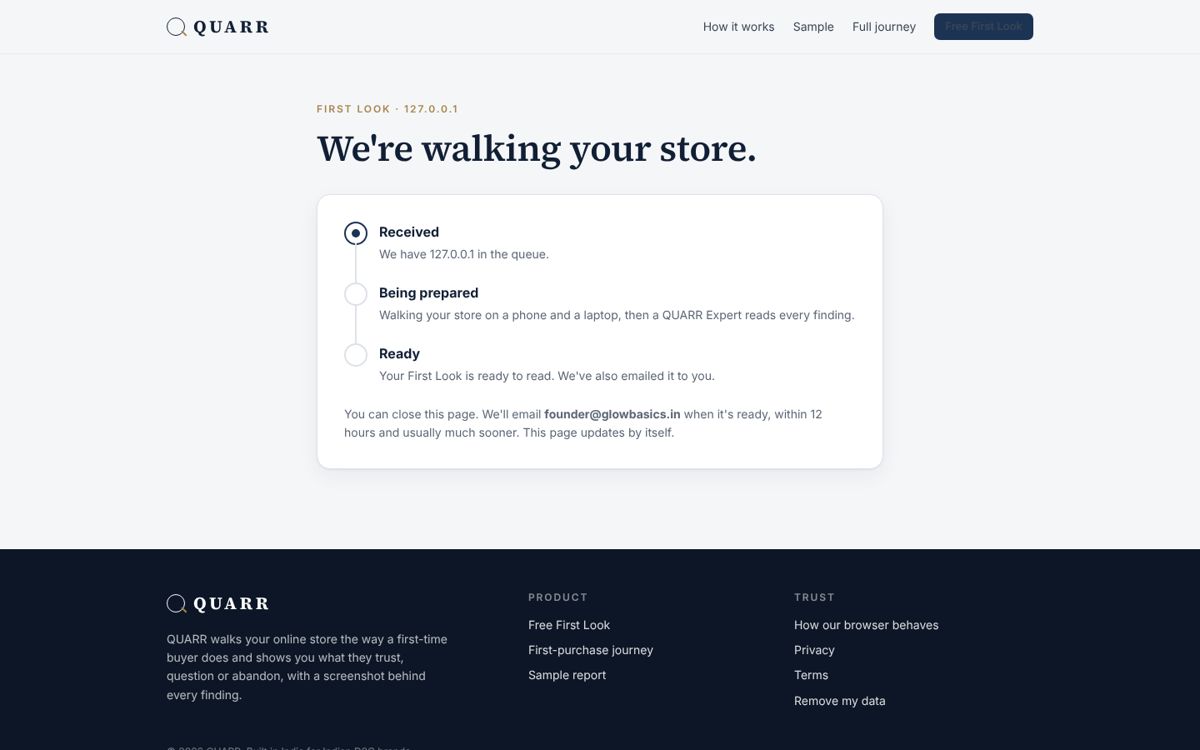 QUARR
How it works
Sample
Full journey
Free First Look
FIRST LOOK · 127.0.0.1
We're walking your store.
Received
We have 127.0.0.1 in the queue.
Being prepared
Walking your store on a phone and a laptop, then a QUARR Expert reads every finding.
Ready
Your First Look is ready to read. We've also emailed it to you.
You can close this page. We'll email founder@glowbasics.in when it's ready, within 12
hours and usually much sooner. This page updates by itself.
QUARR
QUARR walks your online store the way a first-time
buyer does and shows you what they trust,
question or abandon, with a screenshot behind
every finding.
PRODUCT
Free First Look
First-purchase journey
Sample report
TRUST
How our browser behaves
Privacy
Terms
Remove my data